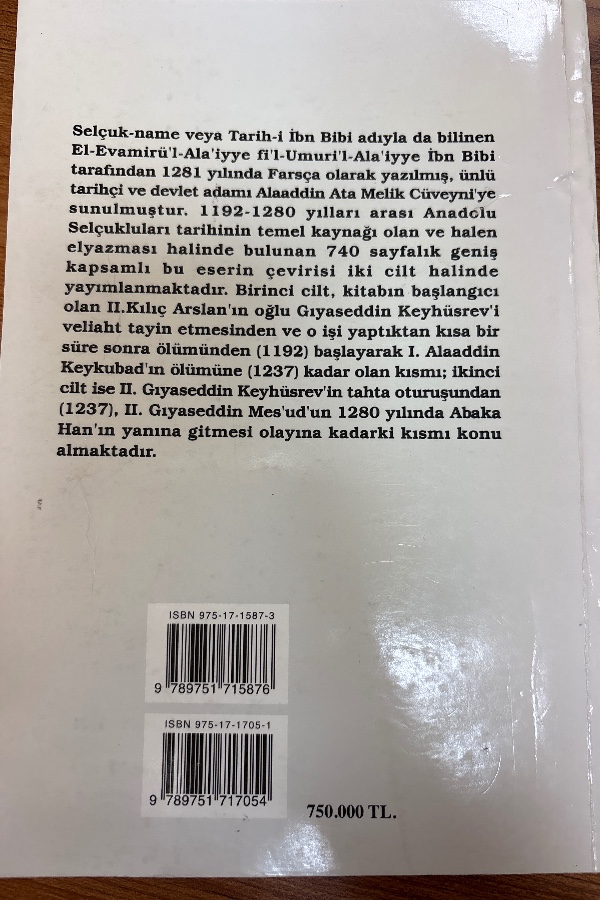 Selçuk-name veya Tarih-i İbn Bibi adıyla da bilinen
El-Evamirü'l-Ala'iyye fi'l-Umuri'l-Ala'iyye İbn Bibi
tarafından 1281 yılında Farsça olarak yazılmış, ünlü
tarihçi ve devlet adamı Alaaddin Ata Melik Cüveyni'ye
sunulmuştur. 1192-1280 yılları arası Anadolu
Selçukluları tarihinin temel kaynağı olan ve halen
elyazması halinde bulunan 740 sayfalık geniş
kapsamlı bu eserin çevirisi iki cilt halinde
yayımlanmaktadır. Birinci cilt, kitabın başlangıcı
olan II.Kılıç Arslan'ın oğlu Gıyaseddin Keyhüsrev'i
veliaht tayin etmesinden ve o işi yaptıktan kısa bir
süre sonra ölümünden (1192) başlayarak I. Alaaddin
Keykubad'ın ölümüne (1237) kadar olan kısmı; ikinci
cilt ise II. Gıyaseddin Keyhüsrev'in tahta oturuşundan
(1237), II. Gıyaseddin Mes'ud'un 1280 yılında Abaka
Han'ın yanına gitmesi olayına kadarki kısmı konu
almaktadır.
ISBN 975-17-1587-3
9 789751 715876
ISBN 975-17-1705-1
9 789751 717054
750.000 TL.